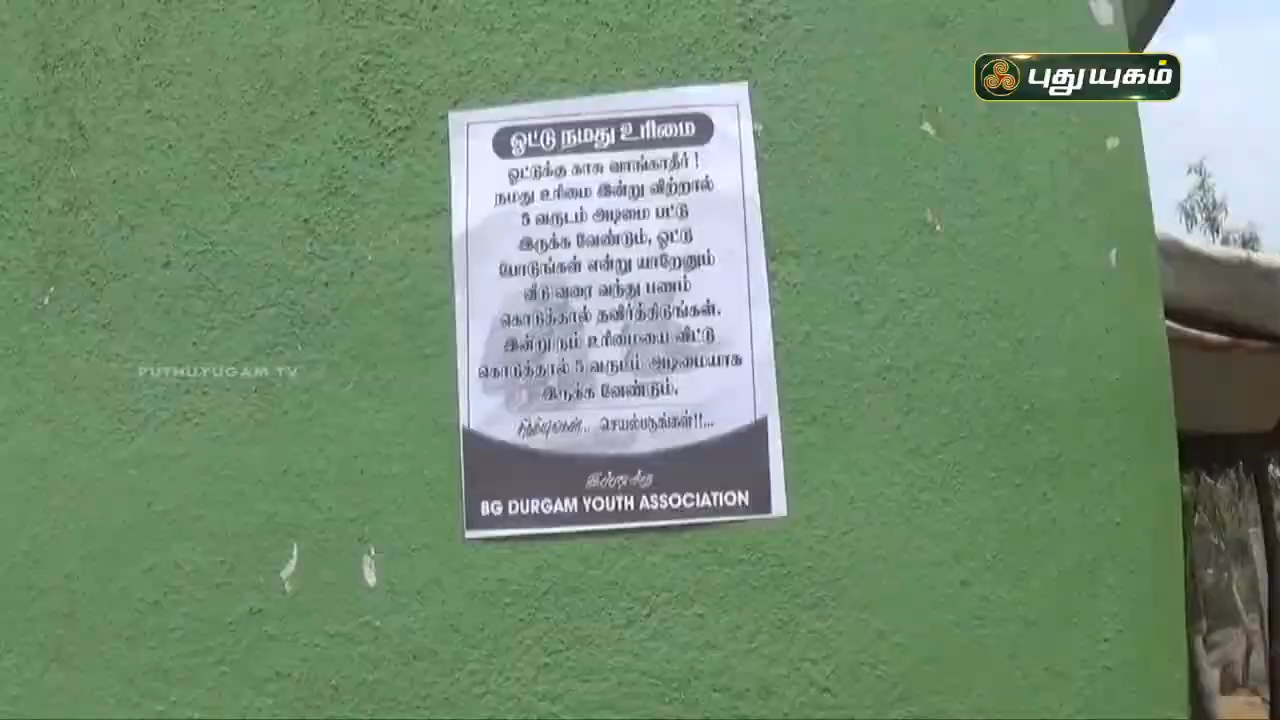 புதுயுகம்
ஓட்டு நமது உரிமை
ஓட்டுக்கு காசு வாங்காதீர் !
நமது உரிமை இன்று விற்றால்
5 வருடம் அடிமை பட்டு
இருக்க வேண்டும், ஓட்டு
போடுங்கள் என்று யாரேனும்
வீடு வரை வந்து பணம்
கொடுத்தால் தவிர்த்திடுங்கள்.
இன்று நம் உரிமையை விட்டு
கொடுத்தால் 5 வருடம் அடிமையாக
இருக்க வேண்டும்.
செயல்படுங்கள்!!...
இப்படிக்கு
BG DURGAM YOUTH ASSOCIATION
PUTHUYUGAM TV